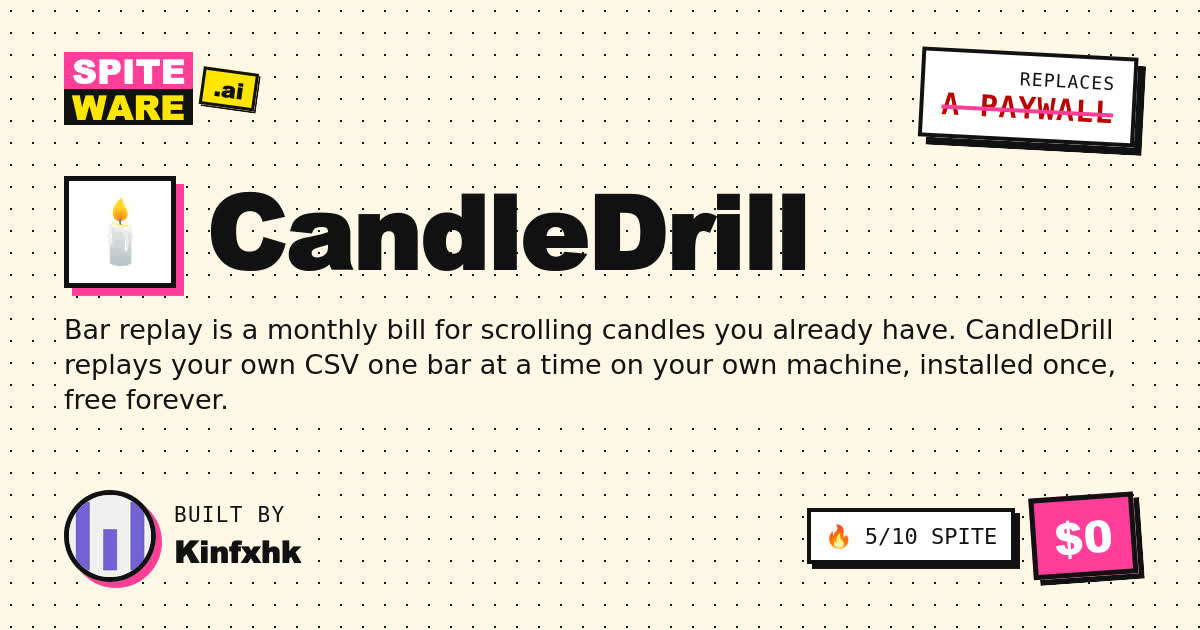 SPITE
WARE
.ai
REPLACES
A PAYWALL
CandleDrill
Bar replay is a monthly bill for scrolling candles you already have. CandleDrill
replays your own CSV one bar at a time on your own machine, installed once,
free forever.
BUILT BY
Kinfxhk
5/10 SPITE
$0